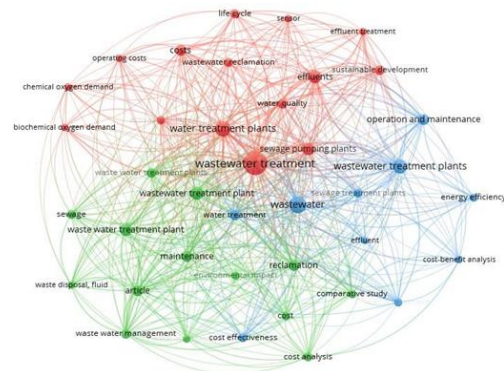 life cycle
sensor
effluent treatment
costs
operating costs
wastewater reclamation
effluents
sustainable development
chemical oxygen demand
water quality
operation and maintenance
biochemical oxygen demand
water treatment plants
sewage pumping plants
wastewater treatment
wastewater treatment plants
waste water treatment plants
wastewater treatment plant
sewage treatment plants
energy efficiency
wastewater
sewage
water treatment
waste water treatment plant
effluent
maintenance
cost-benefit analysis
reclamation
environmental impact
waste disposal, fluid
article
comparative study
cost
waste water management
cost effectiveness
cost analysis